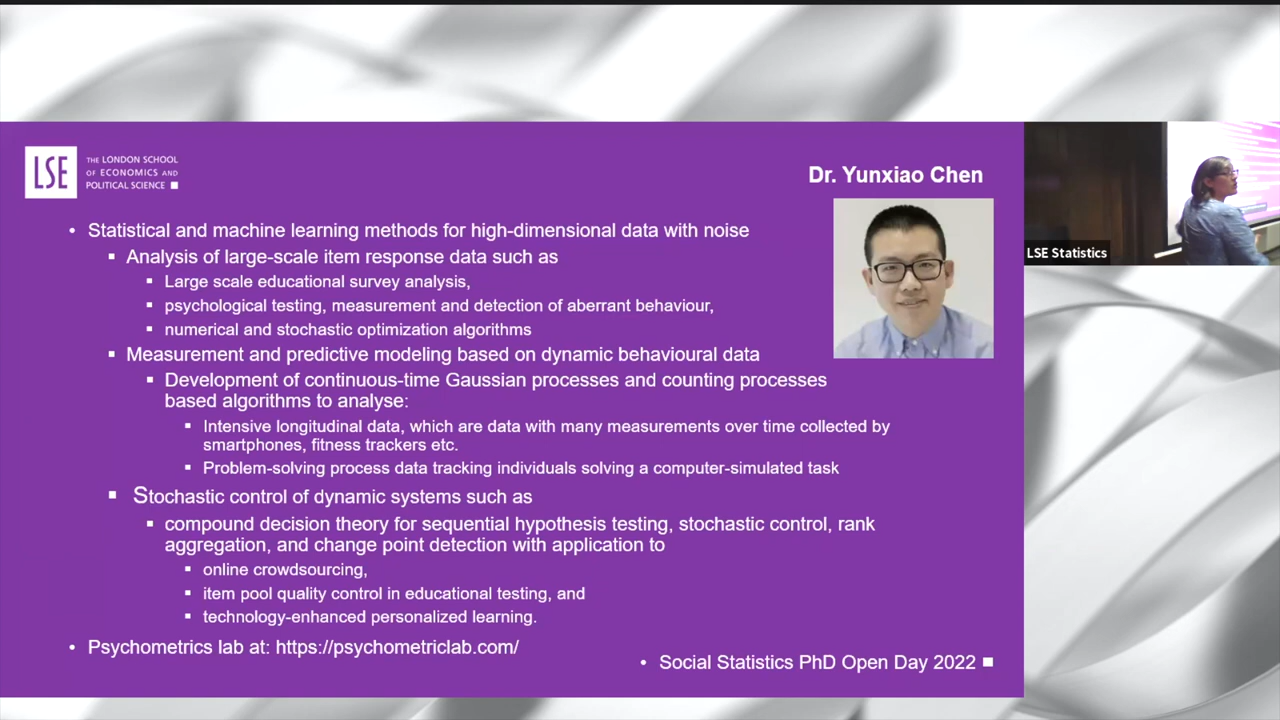 LSE
THE LONDON SCHOOL
OF ECONOMICS AND
POLITICAL SCIENCE ■
Dr. Yunxiao Chen
• Statistical and machine learning methods for high-dimensional data with noise
▪ Analysis of large-scale item response data such as
▪ Large scale educational survey analysis,
▪ psychological testing, measurement and detection of aberrant behaviour,
▪ numerical and stochastic optimization algorithms
▪ Measurement and predictive modeling based on dynamic behavioural data
▪ Development of continuous-time Gaussian processes and counting processes
based algorithms to analyse:
▪ Intensive longitudinal data, which are data with many measurements over time collected by
smartphones, fitness trackers etc.
▪ Problem-solving process data tracking individuals solving a computer-simulated task
▪ Stochastic control of dynamic systems such as
▪ compound decision theory for sequential hypothesis testing, stochastic control, rank
aggregation, and change point detection with application to
▪ online crowdsourcing,
▪ item pool quality control in educational testing, and
▪ technology-enhanced personalized learning.
• Psychometrics lab at: https://psychometriclab.com/
• Social Statistics PhD Open Day 2022 ■
LSE Statistics